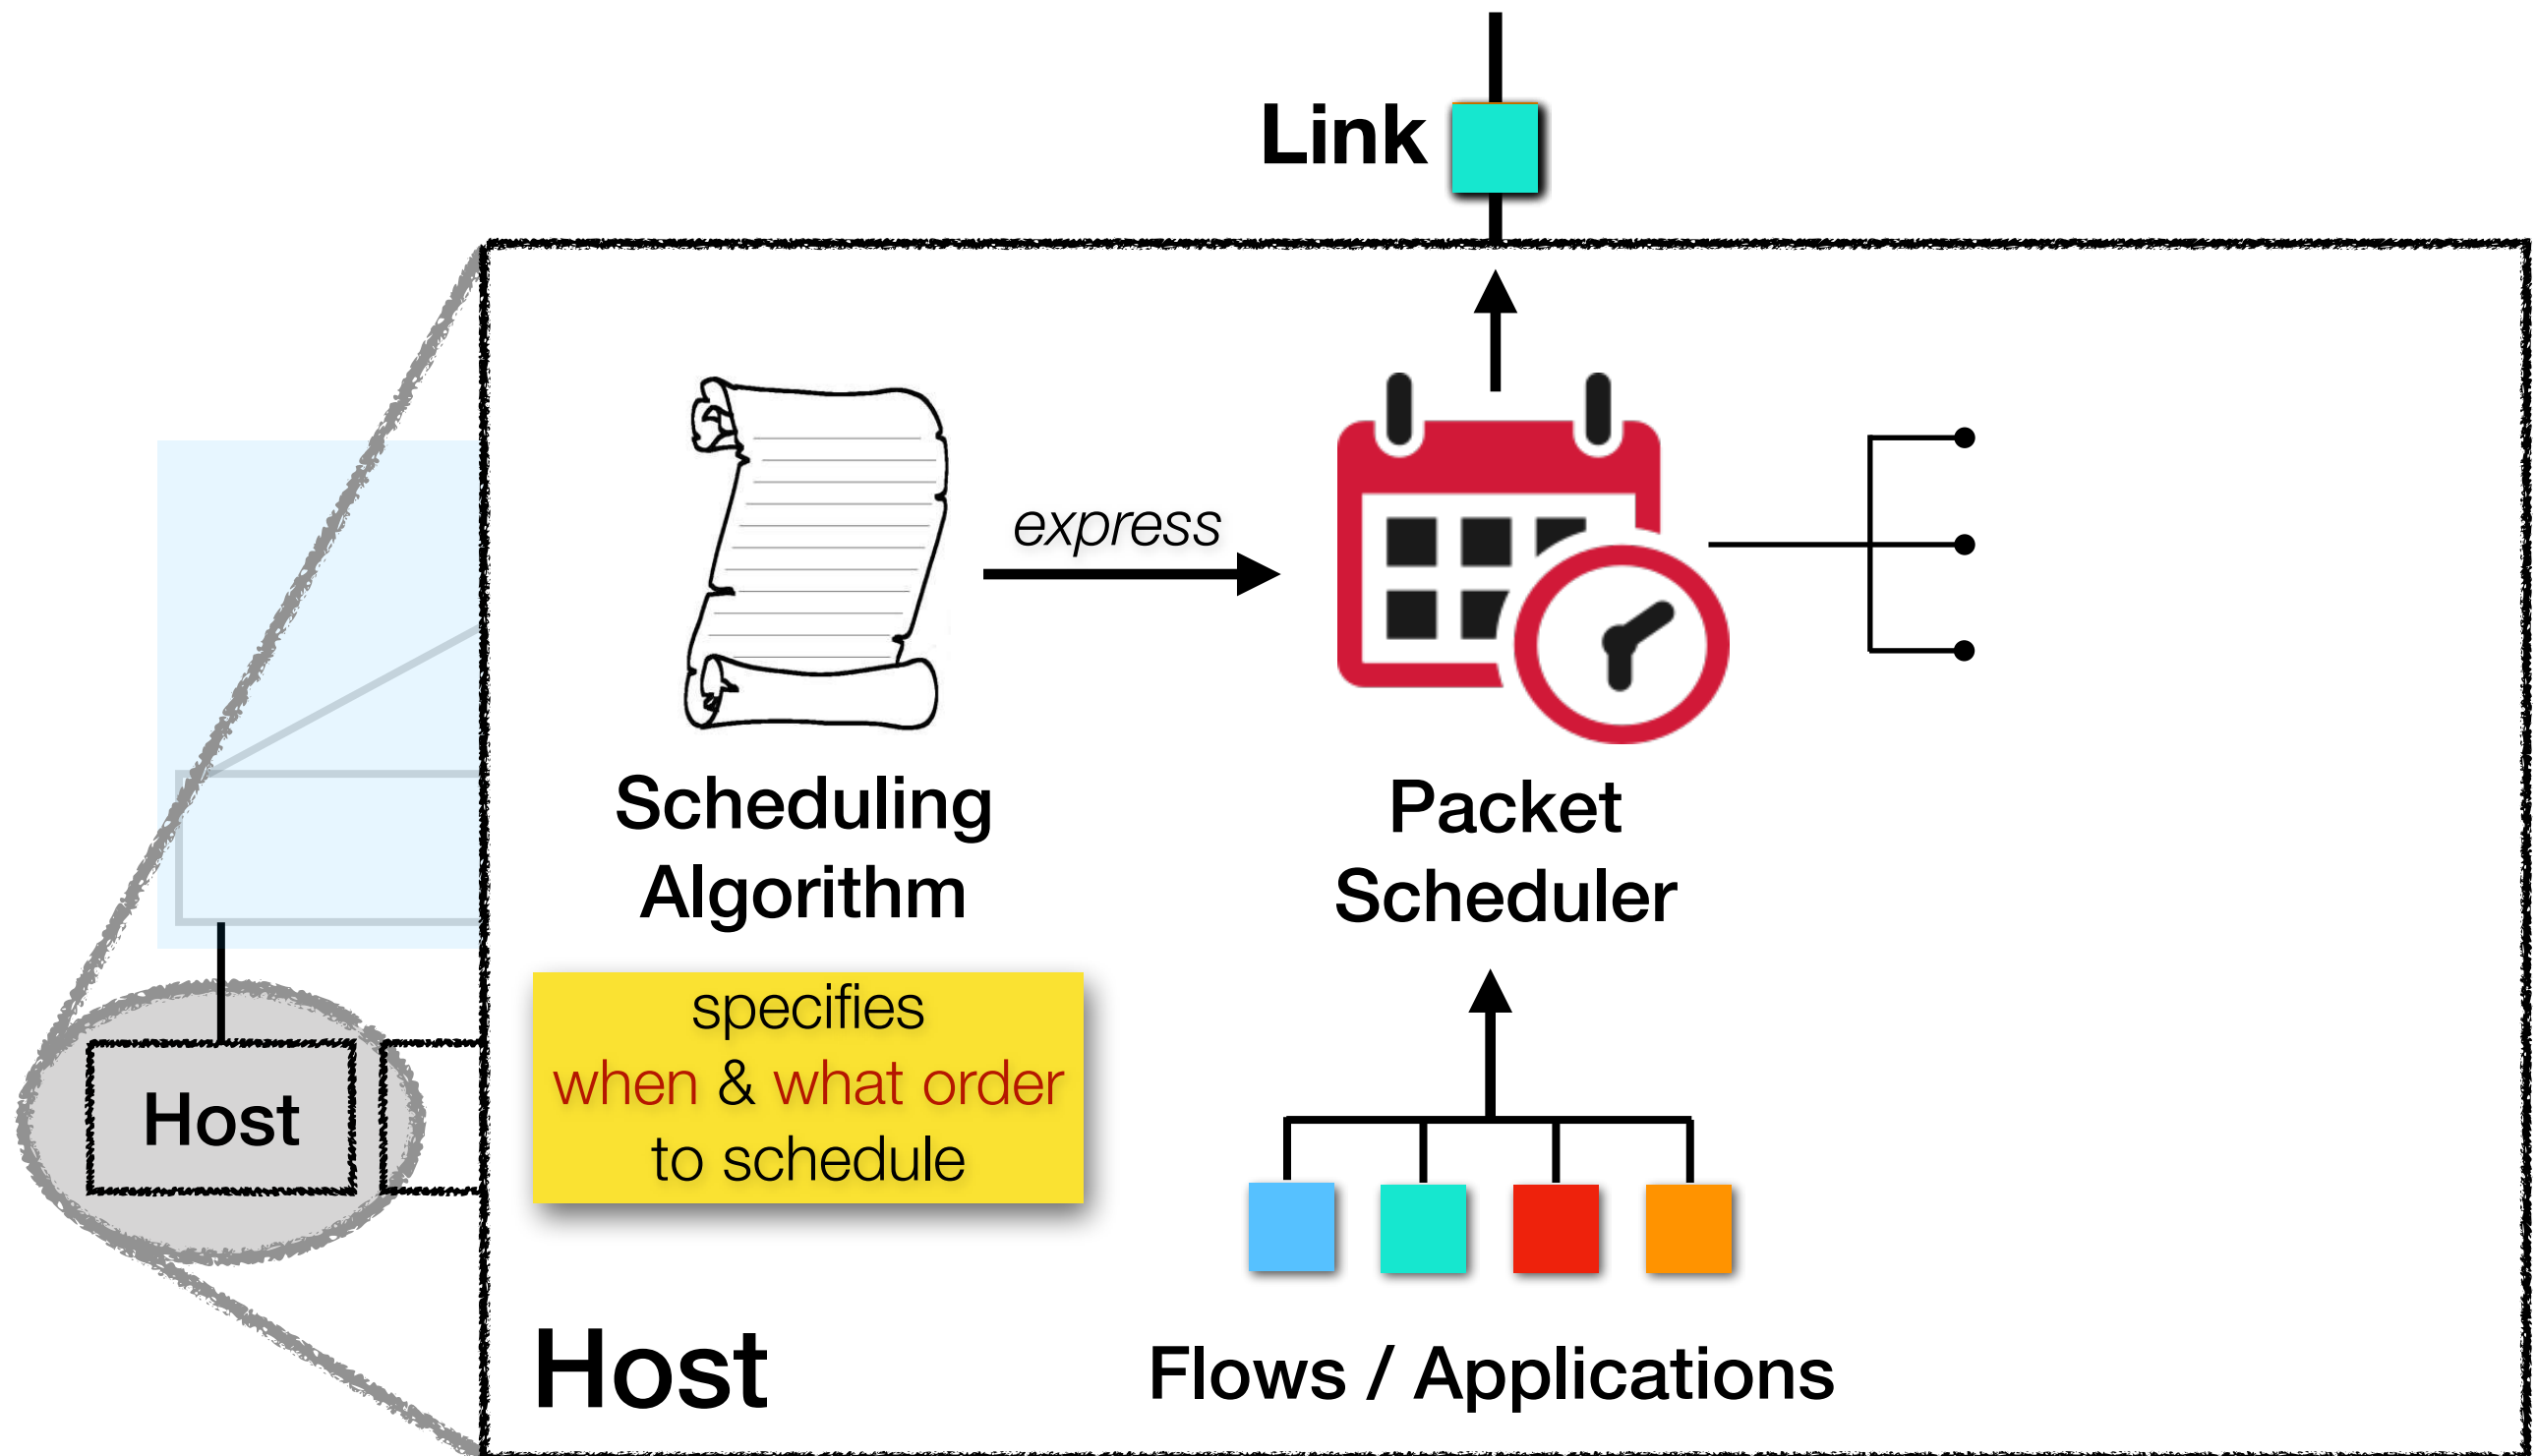 Link
express
Scheduling
Algorithm
Packet
Scheduler
specifies
when & what order
to schedule
Host
Host
Flows / Applications